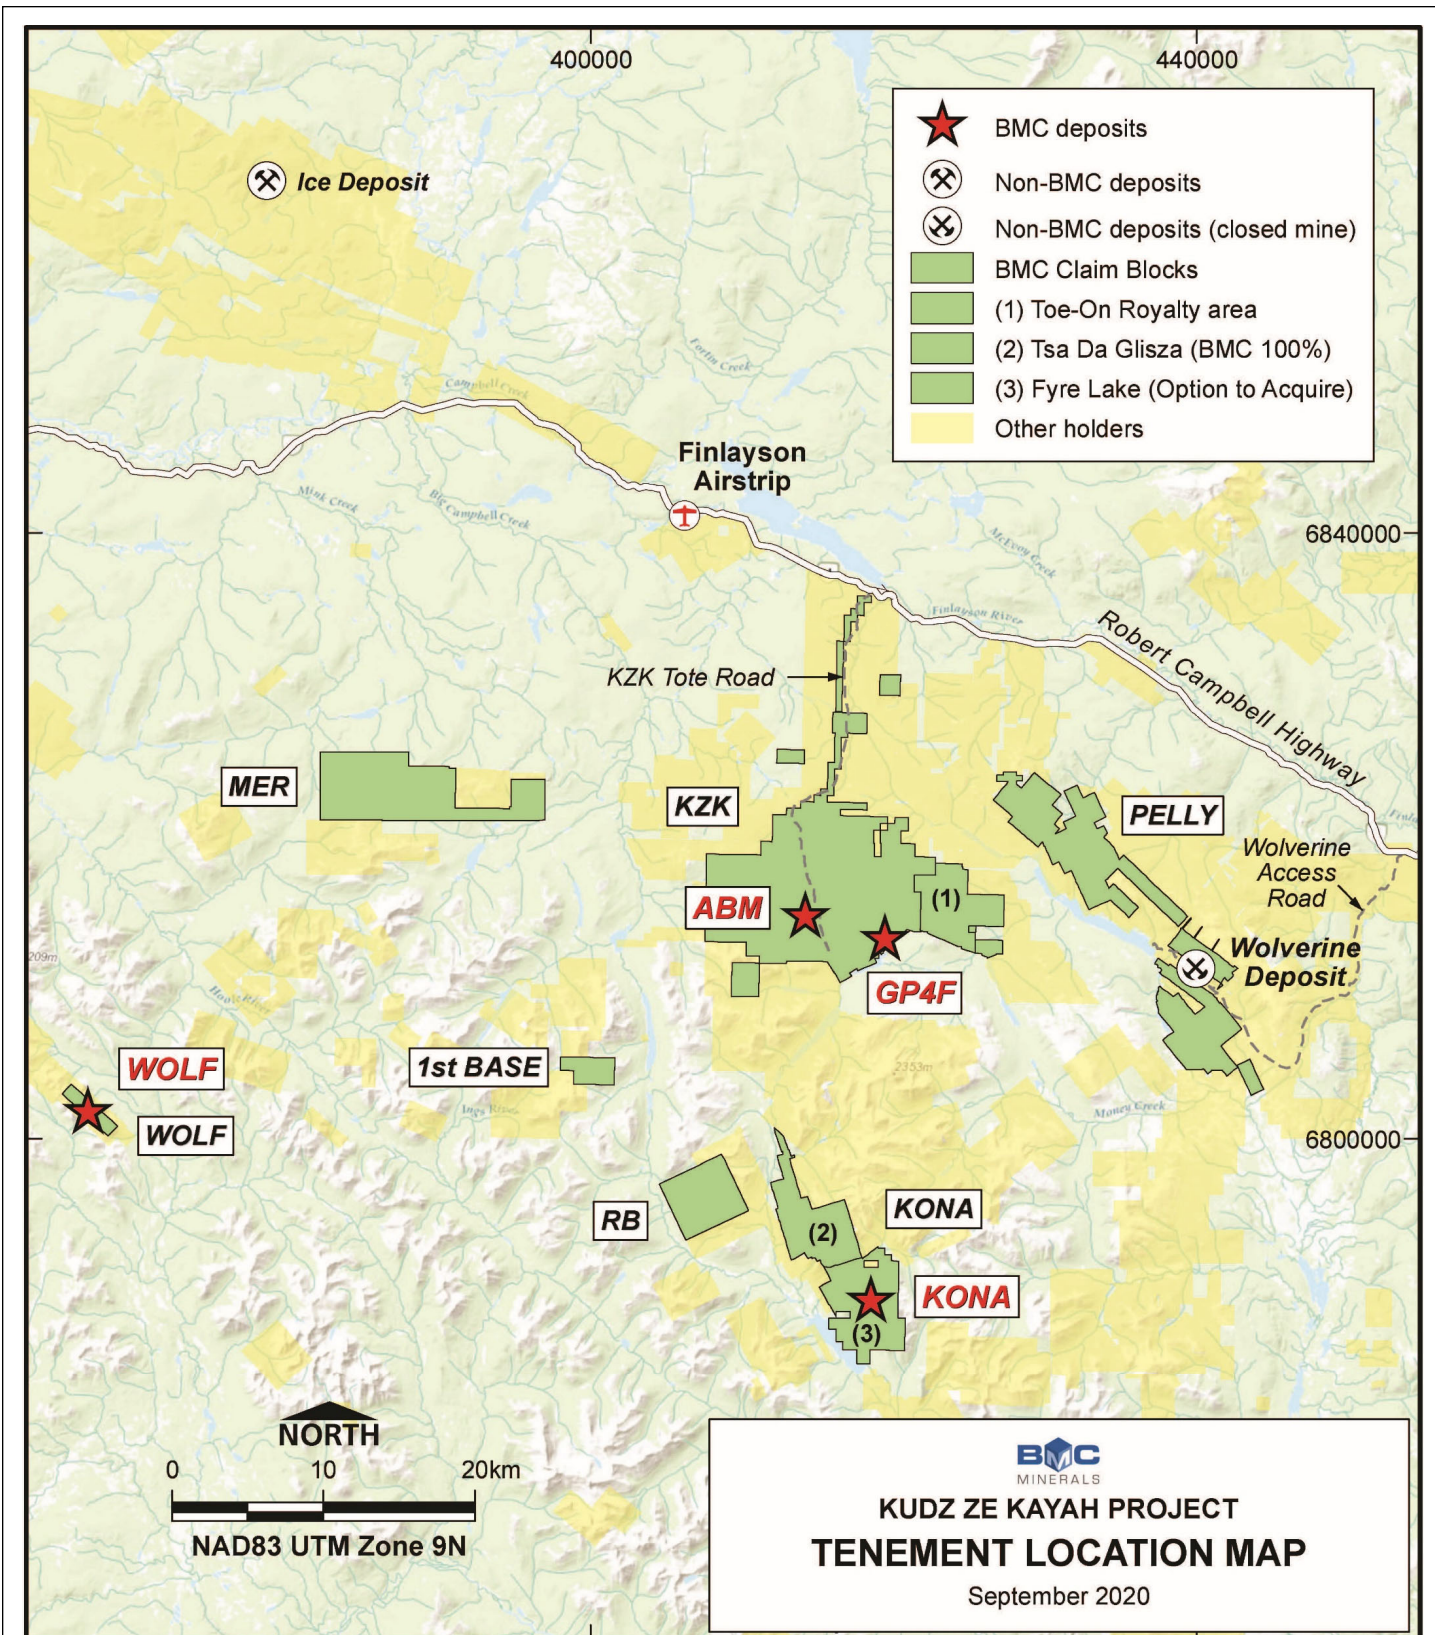 400000
440000
BMC deposits
Non-BMC deposits
Non-BMC deposits (closed mine)
BMC Claim Blocks
(1) Toe-On Royalty area
(2) Tsa Da Glisza (BMC 100%)
(3) Fyre Lake (Option to Acquire)
Other holders
Ice Deposit
Fortin Creek
Campbell Creek
Finlayson
Airstrip
Mink Creek
Big Campbell Creek
6840000
McEvoy Creek
Finlayson River
Robert Campbell Highway
KZK Tote Road
MER
KZK
PELLY
Wolverine
Access
Road
ABM
(1)
Wolverine
Deposit
209m
GP4F
WOLF
1st BASE
2353m
Ings River
Money Creek
WOLF
6800000
RB
KONA
(2)
KONA
(3)
NORTH
0 10 20km
NAD83 UTM Zone 9N
BMC
MINERALS
KUDZ ZE KAYAH PROJECT
TENEMENT LOCATION MAP
September 2020